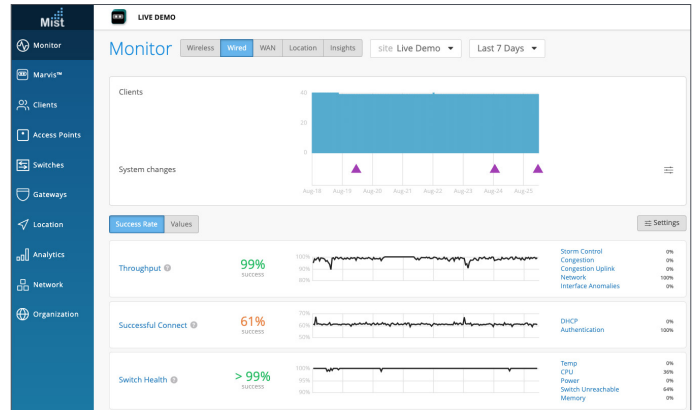 Mist
LIVE DEMO
Monitor
Marvis™
Clients
Access Points
Switches
Gateways
Location
Analytics
Network
Organization
Monitor
Wireless Wired WAN Location Insights
site Live Demo
Last 7 Days
Clients
40
20
0
System changes
Aug-18 Aug-19 Aug-20 Aug-21 Aug-22 Aug-23 Aug-24 Aug-25
Success Rate Values
Settings
Throughput ?
99%
success
100%
90%
80%
Storm Control 0%
Congestion 0%
Congestion Uplink 0%
Network 100%
Interface Anomalies 0%
Successful Connect ?
61%
success
70%
60%
50%
DHCP 0%
Authentication 100%
Switch Health ?
> 99%
success
100%
95%
90%
Temp 0%
CPU 36%
Power 0%
Switch Unreachable 64%
Memory 0%